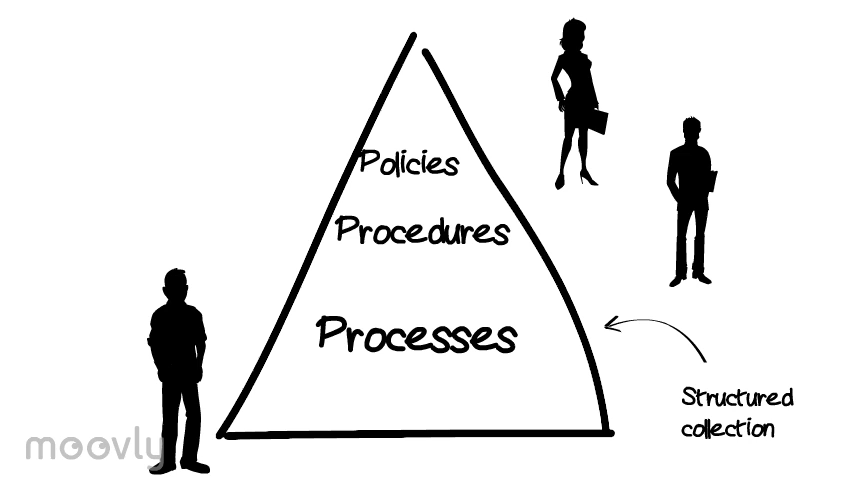 Policies
Procedures
Processes
Structured
collection
moovly